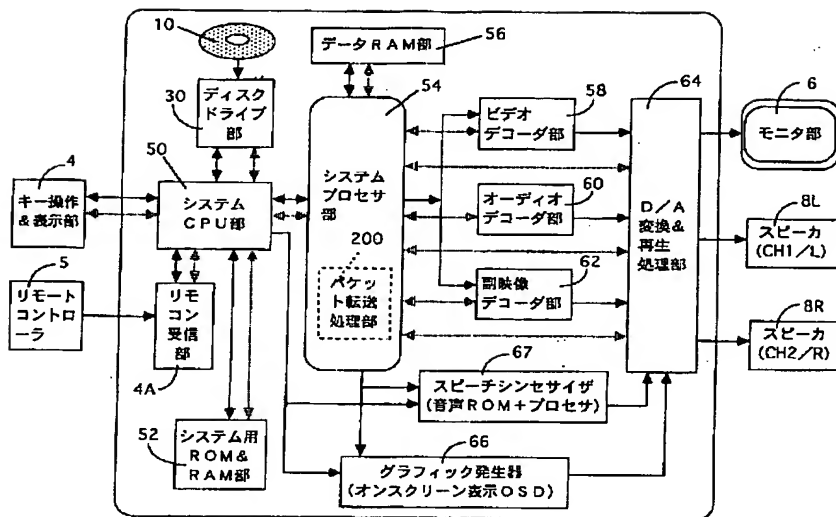 10
データRAM部
56
ディスク
ドライブ
部
30
54
58
64
6
ビデオ
デコーダ部
モニタ部
4
50
キー操作
&表示部
システム
CPU部
システム
プロセサ
部
オーディオ
デコーダ部
60
D/A
変換&
再生
処理部
8L
スピーカ
(CH1/L)
5
リモート
コントロ
ーラ
リモ
コン
受信
部
4A
200
パケッ
ト転送
処理部
副映像
デコーダ部
62
8R
スピーカ
(CH2/R)
67
スピーチシンセサイザ
(音声ROM+プロセサ)
52
システム用
ROM&
RAM部
66
グラフィック発生器
(オンスクリーン表示OSD)